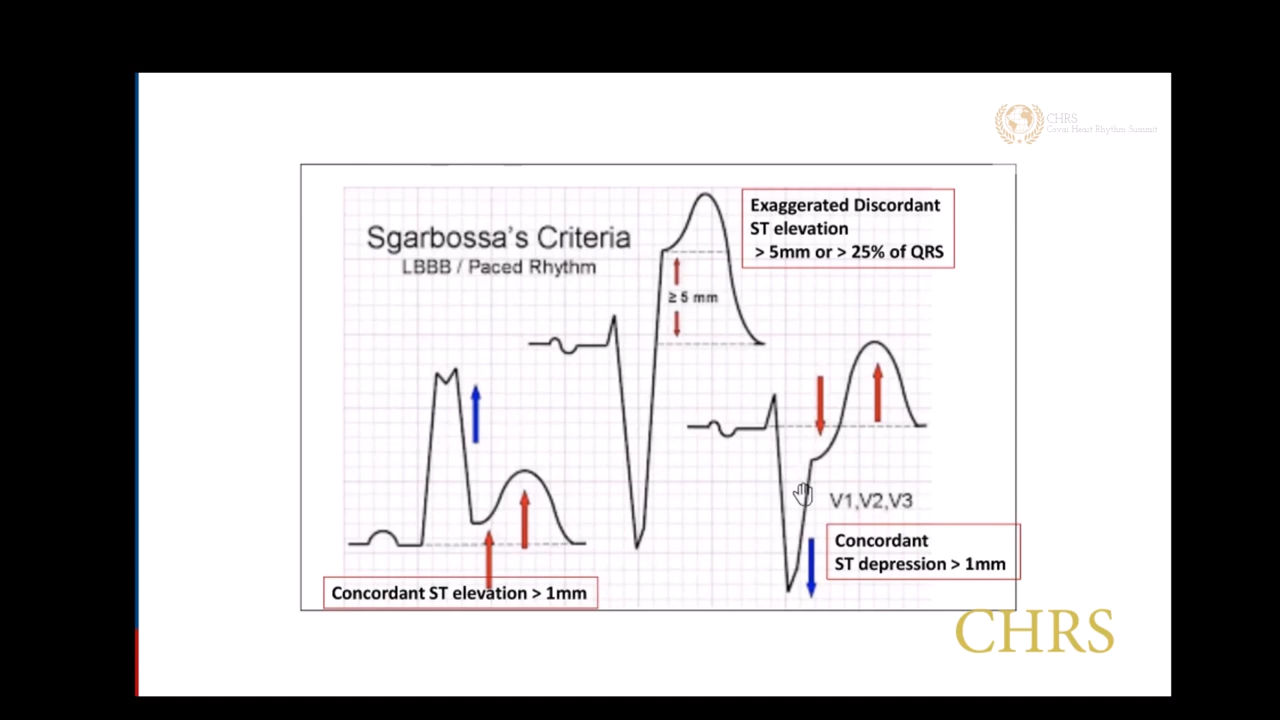 CHRS
Covai Heart Rhythm Summit
Sgarbossa's Criteria
LBBB / Paced Rhythm
Exaggerated Discordant
ST elevation
> 5mm or > 25% of QRS
≥ 5 mm
V1,V2,V3
Concordant
ST depression > 1mm
Concordant ST elevation > 1mm
CHRS